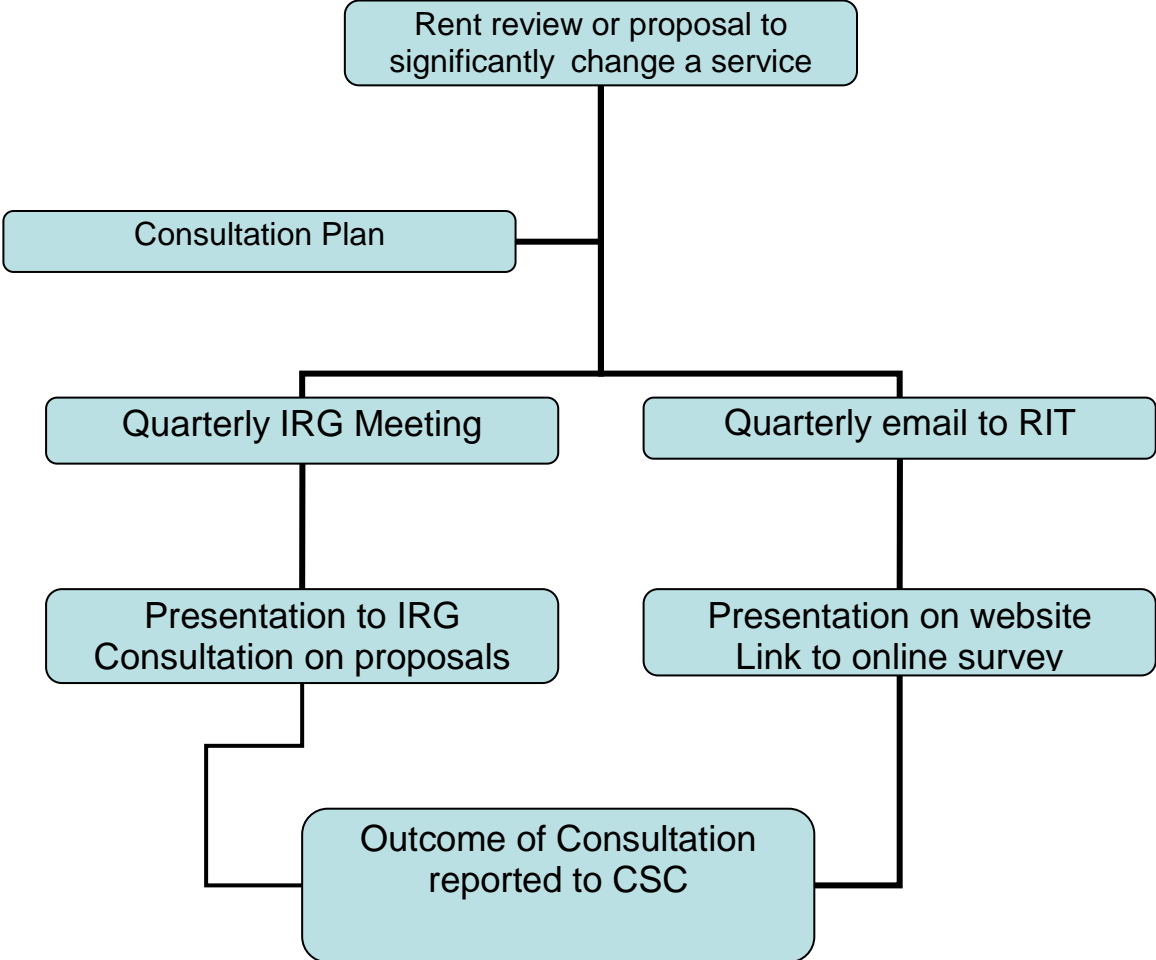 Rent review or proposal to
significantly change a service
Consultation Plan
Quarterly IRG Meeting
Quarterly email to RIT
Presentation to IRG
Consultation on proposals
Presentation on website
Link to online survey
Outcome of Consultation
reported to CSC